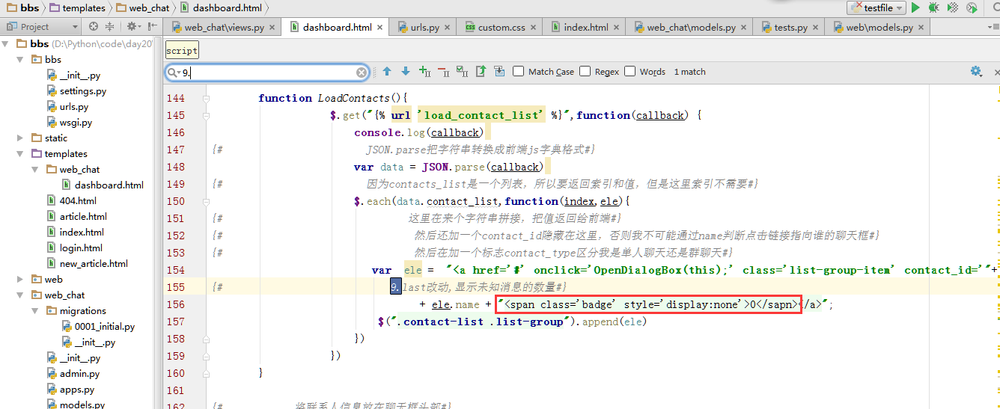 bbs templates web_chat dashboard.html testfile
Project web_chat\views.py dashboard.html urls.py custom.css index.html web_chat\models.py tests.py web\models.py
bbs (D:\Python\code\day20
bbs
__init__.py
settings.py
urls.py
wsgi.py
static
templates
web_chat
dashboard.html
404.html
article.html
index.html
login.html
new_article.html
web
web_chat
migrations
0001_initial.py
__init__.py
__init__.py
admin.py
apps.py
models.py
script
9. Match Case Regex Words 1 match
144 function LoadContacts(){
145 $.get("{% url 'load_contact_list' %}",function(callback) {
146 console.log(callback)
147 {# JSON.parse把字符串转换成前端js字典格式#}
148 var data = JSON.parse(callback)
149 {# 因为contacts_list是一个列表，所以要返回索引和值，但是这里索引不需要#}
150 $.each(data.contact_list,function(index,ele){
151 {# 这里在来个字符串拼接，把值返回给前端#}
152 {# 然后还加一个contact_id隐藏在这里，否则我不可能通过name判断点击链接指向谁的聊天框#}
153 {# 然后在加一个标志contact_type区分我是单人聊天还是群聊天#}
154 var ele = "<a href='#' onclick='OpenDialogBox(this);' class='list-group-item' contact_id='"+
155 {# 9.last改动,显示未知消息的数量#}
156 + ele.name + "<span class='badge' style='display:none'>0</sapn></a>";
157 $(".contact-list .list-group").append(ele)
158 })
159 })
160 }
161
162 {# 将联系人信息放在聊天框头部#}